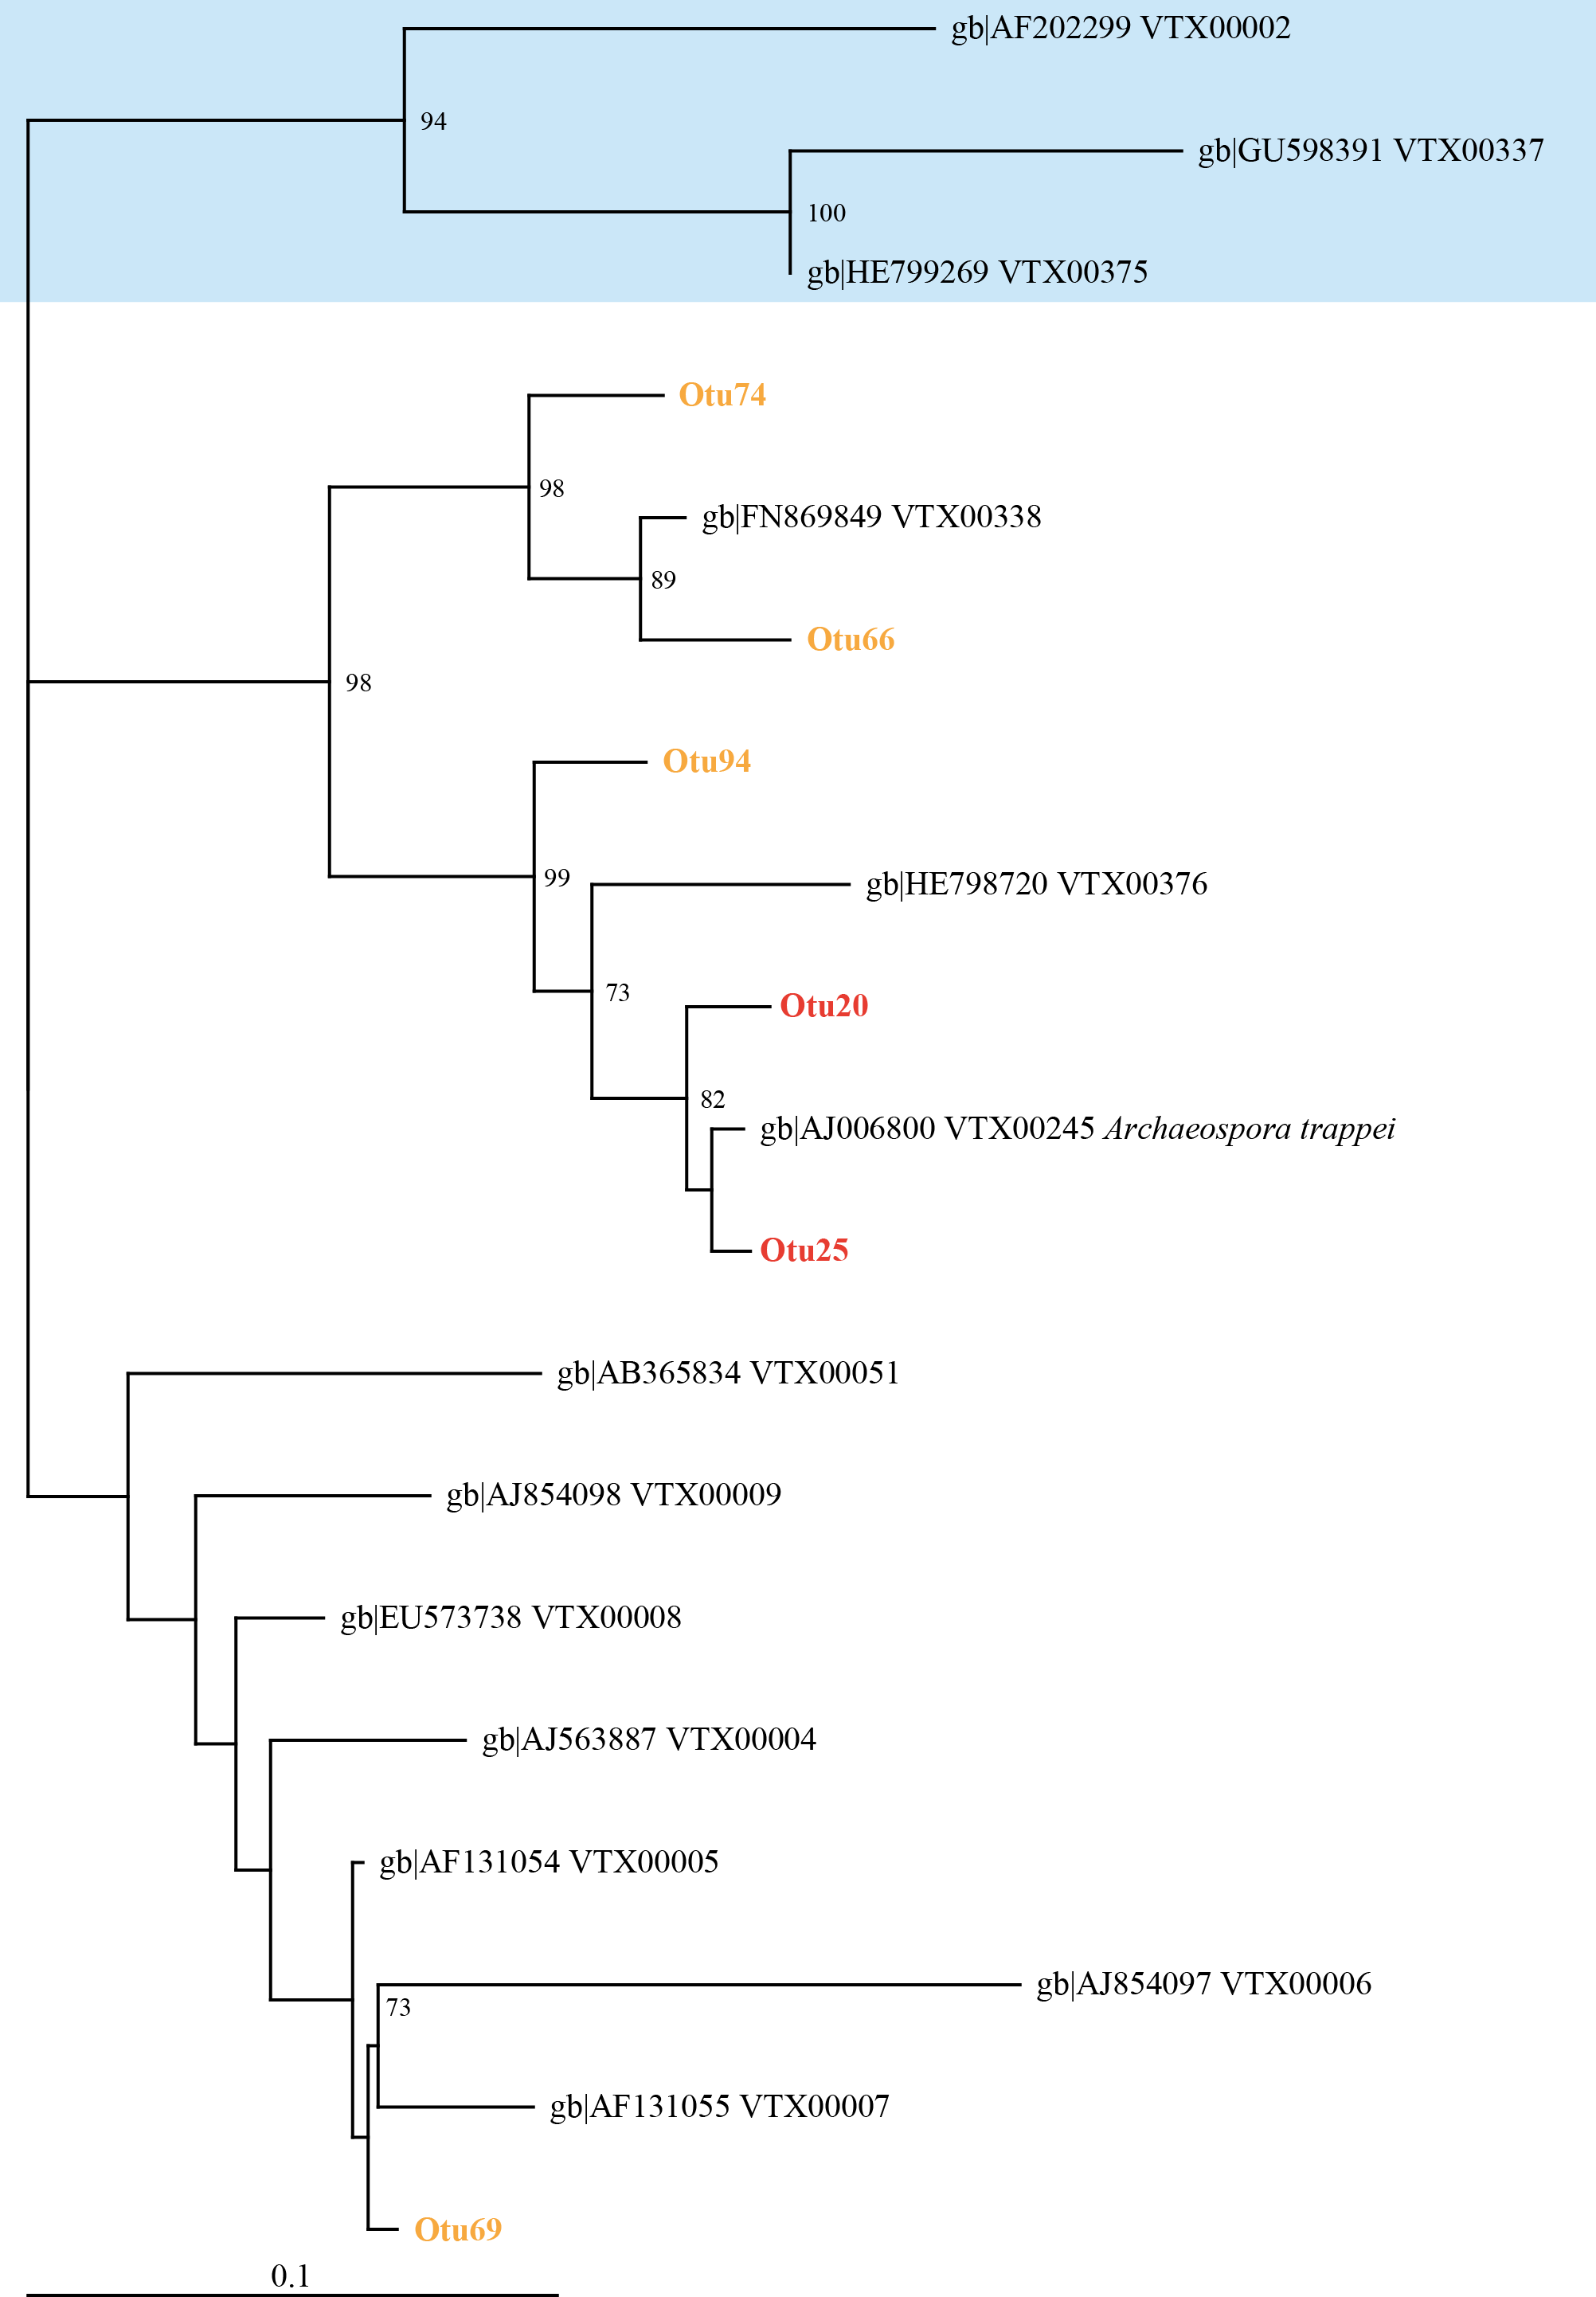 gb|AF202299 VTX00002
94
gb|GU598391 VTX00337
100
gb|HE799269 VTX00375
Otu74
98
gb|FN869849 VTX00338
89
Otu66
98
Otu94
99
gb|HE798720 VTX00376
73
Otu20
82
gb|AJ006800 VTX00245 Archaeospora trappei
Otu25
gb|AB365834 VTX00051
gb|AJ854098 VTX00009
gb|EU573738 VTX00008
gb|AJ563887 VTX00004
gb|AF131054 VTX00005
gb|AJ854097 VTX00006
73
gb|AF131055 VTX00007
Otu69
0.1